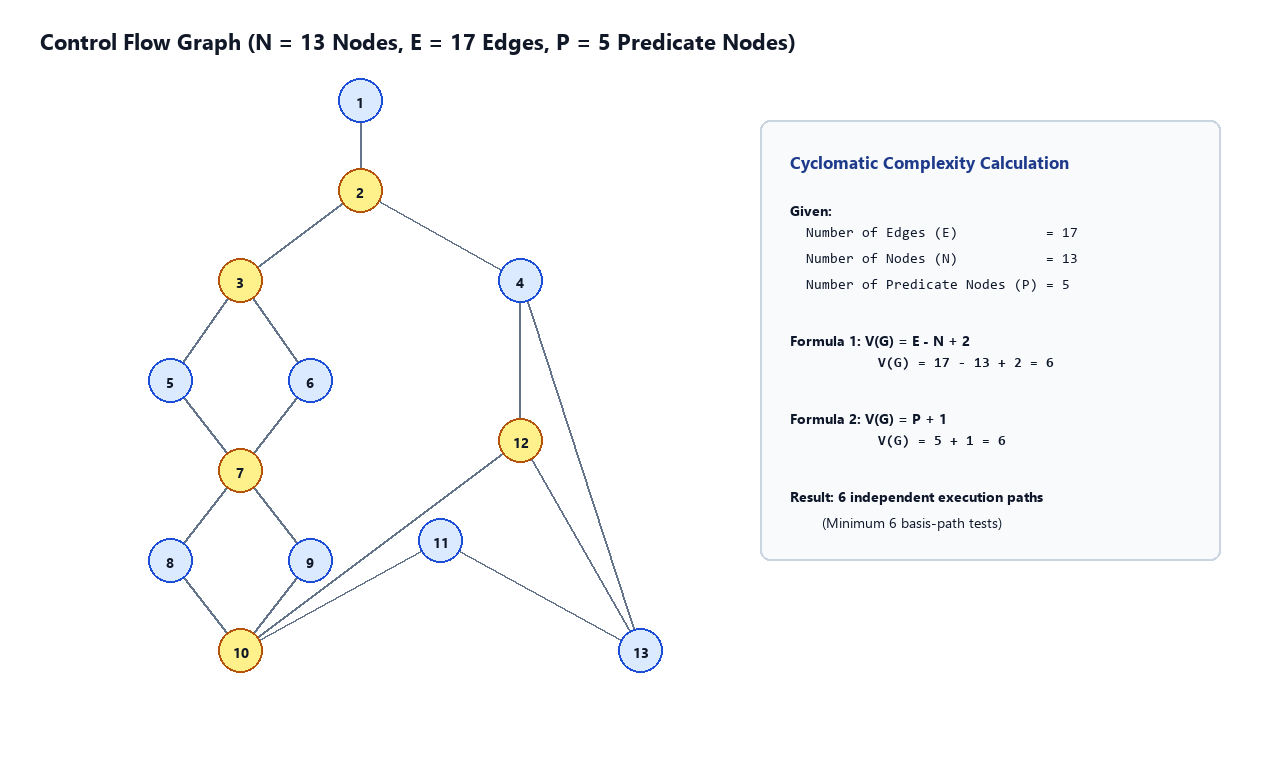 Control Flow Graph (N = 13 Nodes, E = 17 Edges, P = 5 Predicate Nodes)
1
2
3
4
5
6
7
12
8
9
11
10
13
Cyclomatic Complexity Calculation
Given:
Number of Edges (E) = 17
Number of Nodes (N) = 13
Number of Predicate Nodes (P) = 5
Formula 1: V(G) = E - N + 2
V(G) = 17 - 13 + 2 = 6
Formula 2: V(G) = P + 1
V(G) = 5 + 1 = 6
Result: 6 independent execution paths
(Minimum 6 basis-path tests)